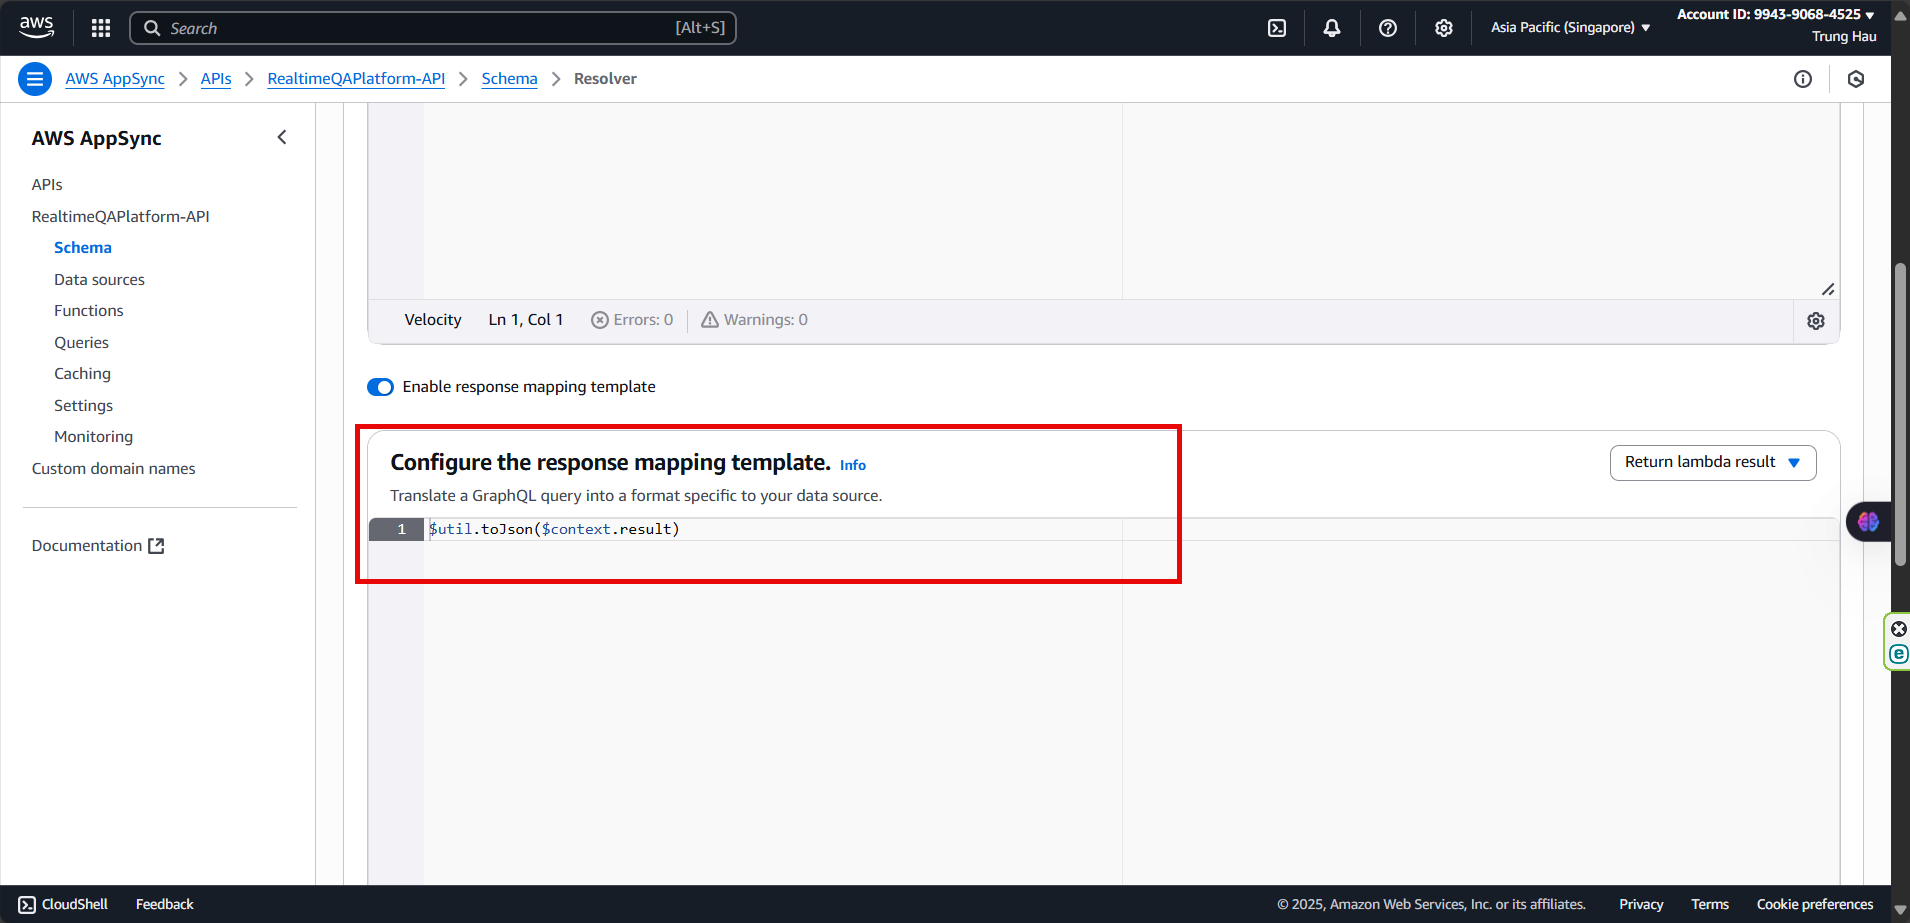 aws
Search [Alt+S]
Asia Pacific (Singapore)
Account ID: 9943-9068-4525
Trung Hau
AWS AppSync
APIs
RealtimeQAPlatform-API
Schema
Resolver
AWS AppSync
APIs
RealtimeQAPlatform-API
Schema
Data sources
Functions
Queries
Caching
Settings
Monitoring
Custom domain names
Documentation
Velocity Ln 1, Col 1 Errors: 0 Warnings: 0
Enable response mapping template
Configure the response mapping template. Info
Translate a GraphQL query into a format specific to your data source.
Return lambda result
1 $util.toJson($context.result)
CloudShell Feedback
© 2025, Amazon Web Services, Inc. or its affiliates. Privacy Terms Cookie preferences